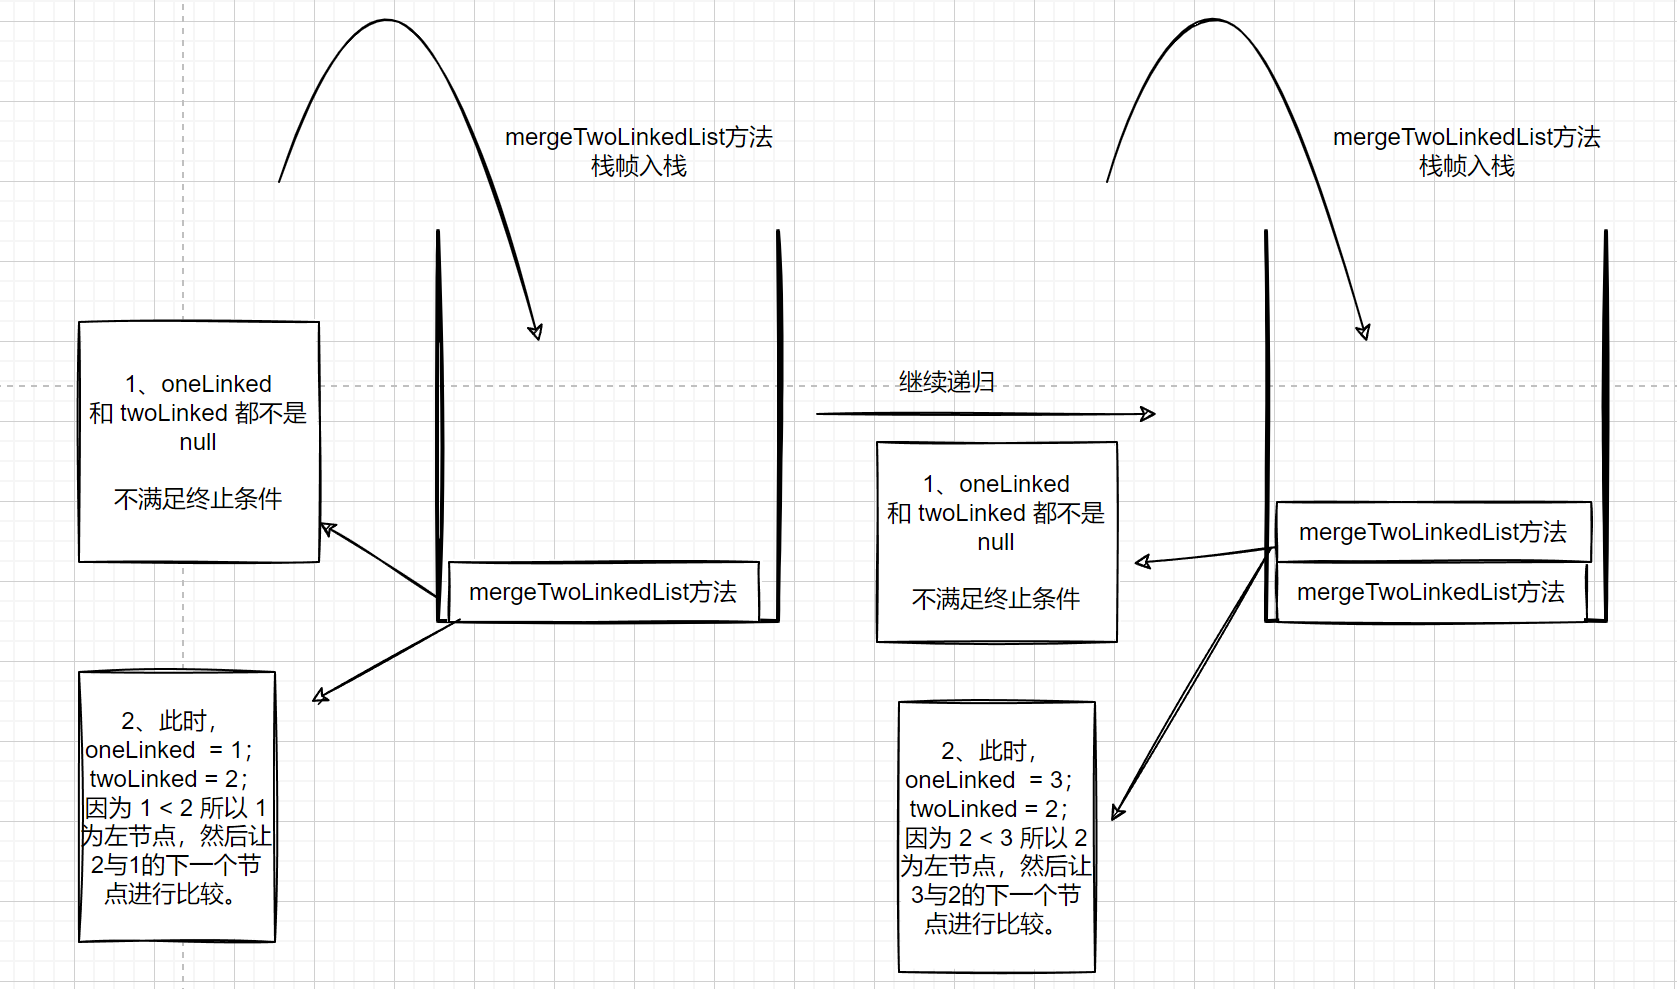 mergeTwoLinkedList方法
栈帧入栈
1、oneLinked
和 twoLinked 都不是
null
不满足终止条件
mergeTwoLinkedList方法
2、此时，
oneLinked = 1；
twoLinked = 2；
因为 1 < 2 所以 1
为左节点，然后让
2与1的下一个节
点进行比较。
继续递归
mergeTwoLinkedList方法
栈帧入栈
1、oneLinked
和 twoLinked 都不是
null
不满足终止条件
mergeTwoLinkedList方法
mergeTwoLinkedList方法
2、此时，
oneLinked = 3；
twoLinked = 2；
因为 2 < 3 所以 2
为左节点，然后让
3与2的下一个节
点进行比较。